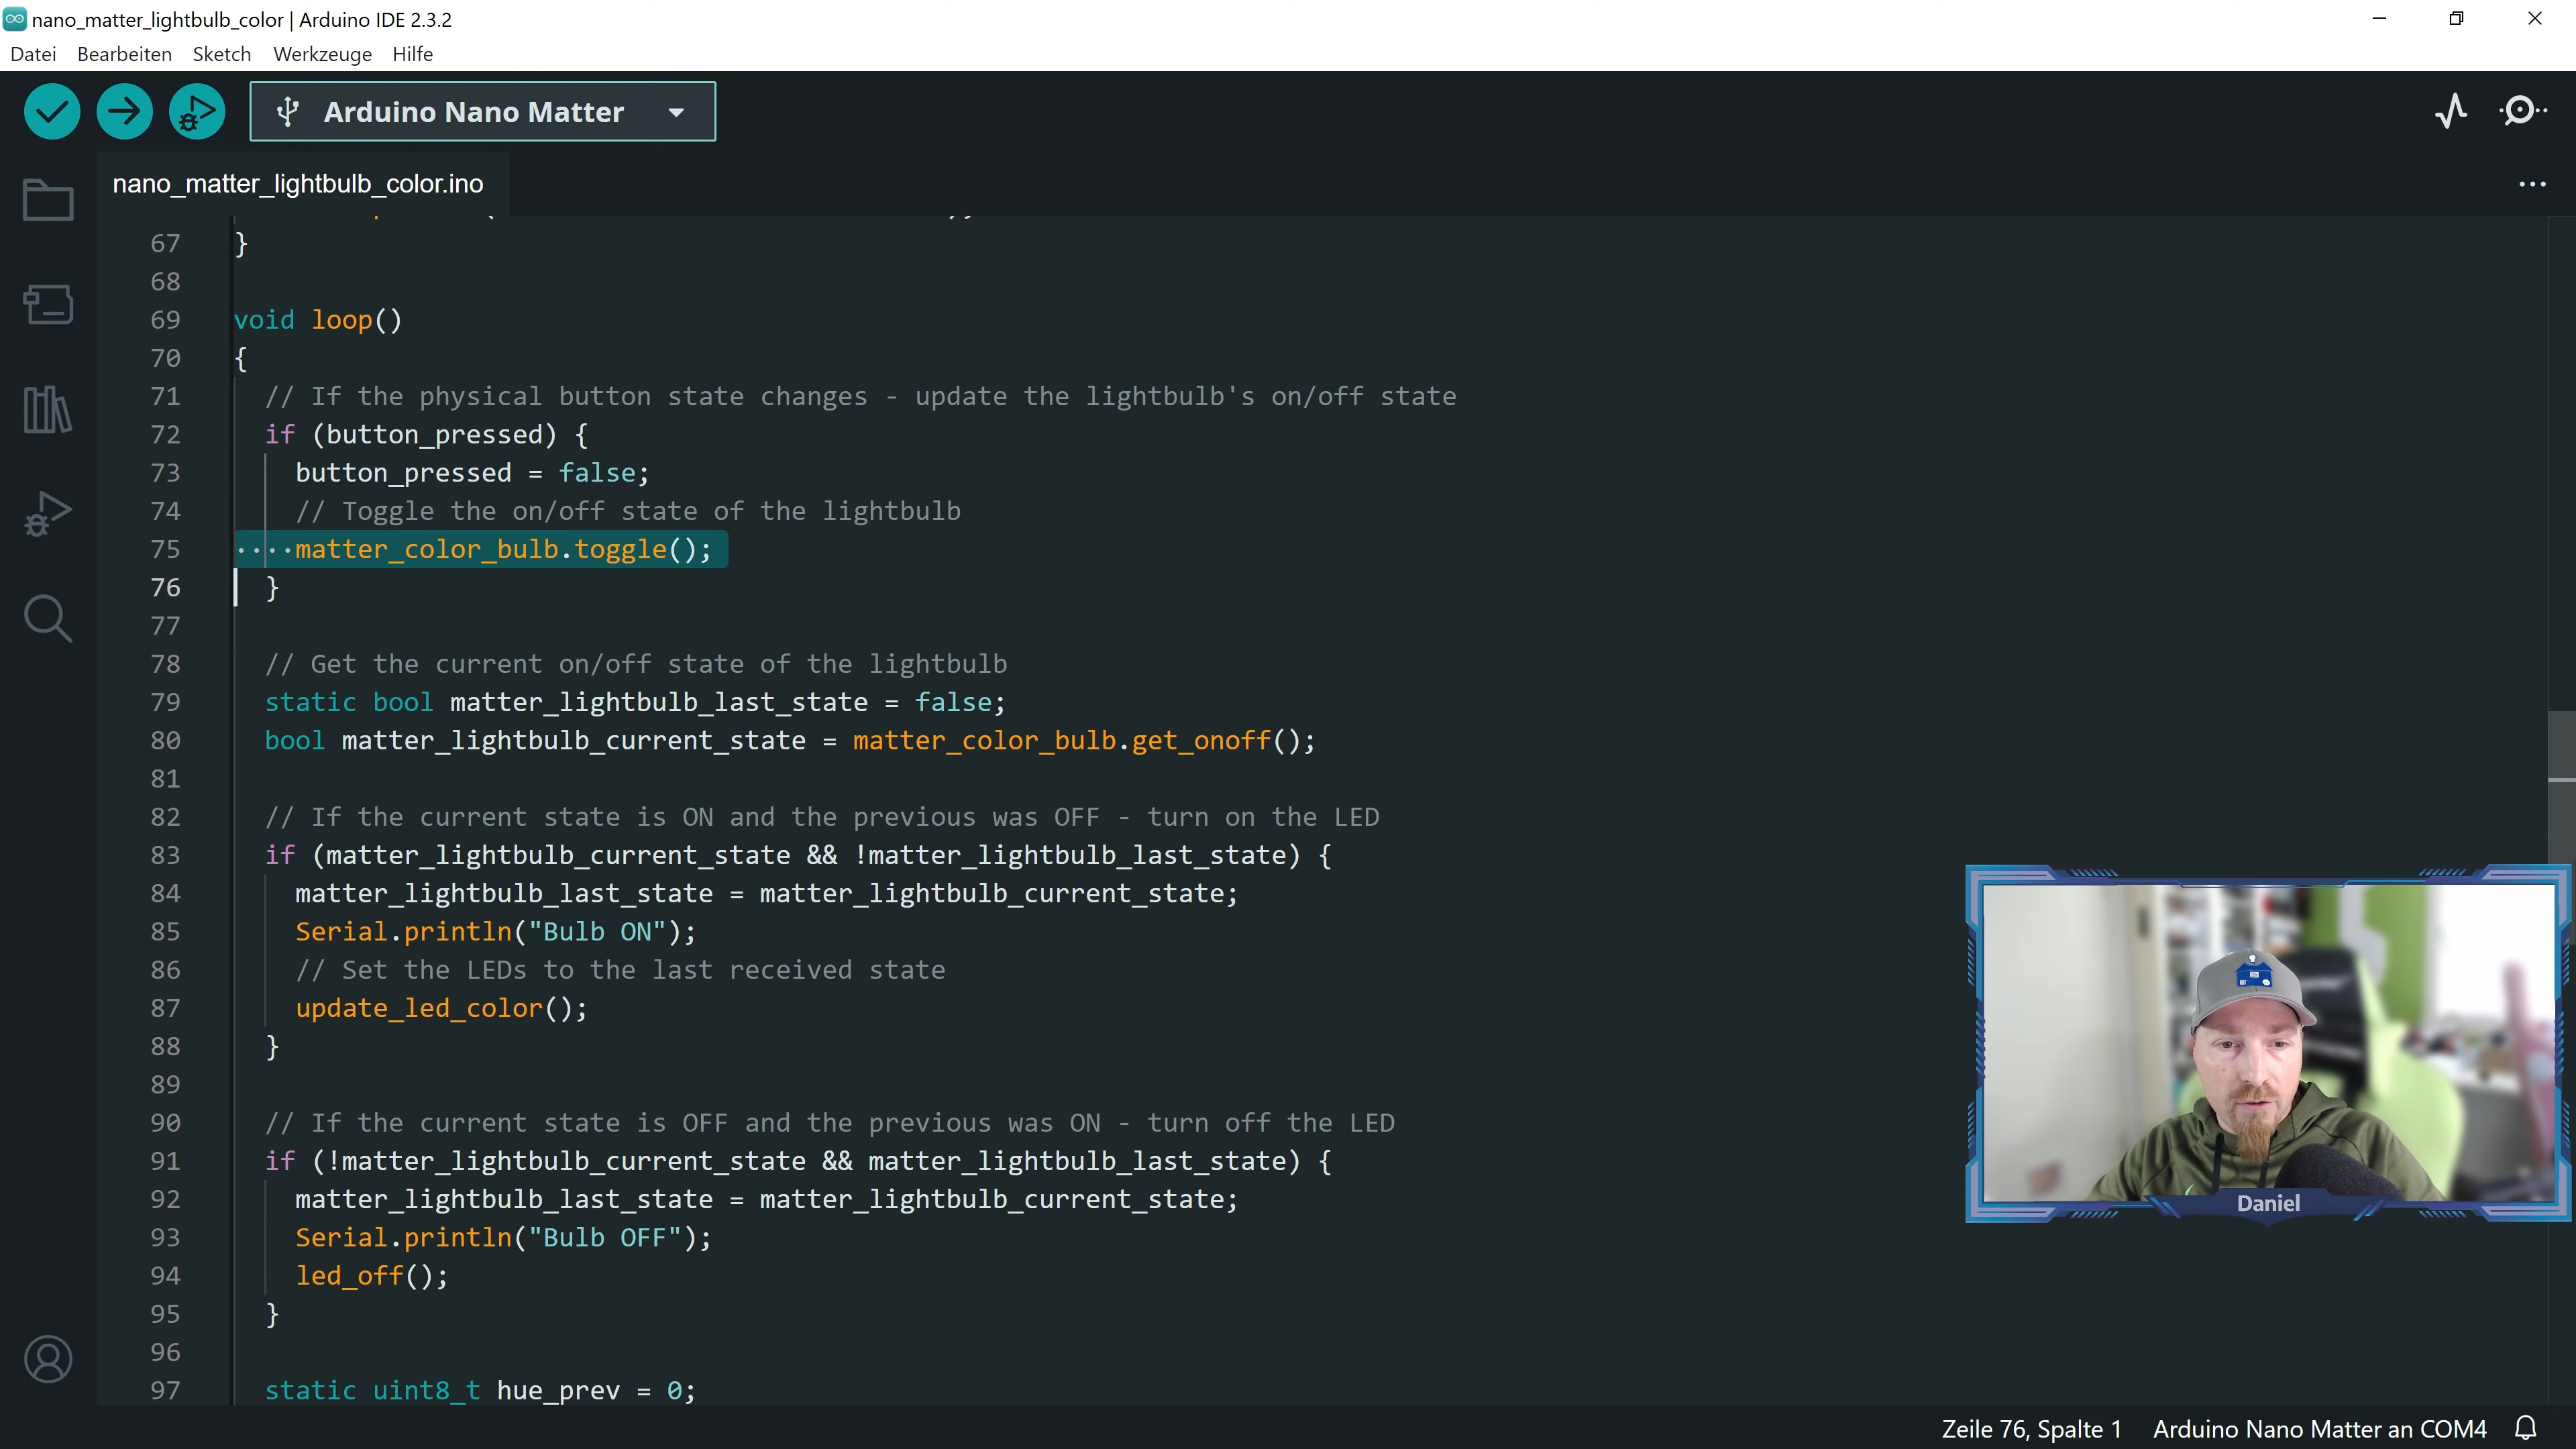 nano_matter_lightbulb_color | Arduino IDE 2.3.2
Datei Bearbeiten Sketch Werkzeuge Hilfe
Arduino Nano Matter
nano_matter_lightbulb_color.ino
67 }
68
69 void loop()
70 {
71 // If the physical button state changes - update the lightbulb's on/off state
72 if (button_pressed) {
73 button_pressed = false;
74 // Toggle the on/off state of the lightbulb
75 ····matter_color_bulb.toggle();
76 }
77
78 // Get the current on/off state of the lightbulb
79 static bool matter_lightbulb_last_state = false;
80 bool matter_lightbulb_current_state = matter_color_bulb.get_onoff();
81
82 // If the current state is ON and the previous was OFF - turn on the LED
83 if (matter_lightbulb_current_state && !matter_lightbulb_last_state) {
84 matter_lightbulb_last_state = matter_lightbulb_current_state;
85 Serial.println("Bulb ON");
86 // Set the LEDs to the last received state
87 update_led_color();
88 }
89
90 // If the current state is OFF and the previous was ON - turn off the LED
91 if (!matter_lightbulb_current_state && matter_lightbulb_last_state) {
92 matter_lightbulb_last_state = matter_lightbulb_current_state;
93 Serial.println("Bulb OFF");
94 led_off();
95 }
96
97 static uint8_t hue_prev = 0;
Daniel
Zeile 76, Spalte 1 Arduino Nano Matter an COM4